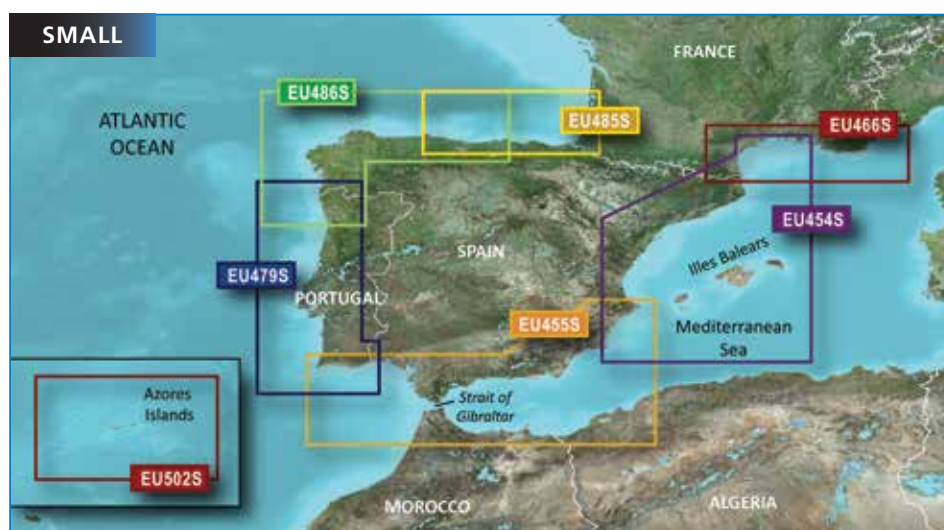 SMALL
FRANCE
EU486S
ATLANTIC
OCEAN
EU485S
EU466S
EU454S
SPAIN
Illes Balears
EU479S
PORTUGAL
EU455S
Mediterranean
Sea
Azores
Islands
Strait of
Gibraltar
EU502S
MOROCCO
ALGERIA